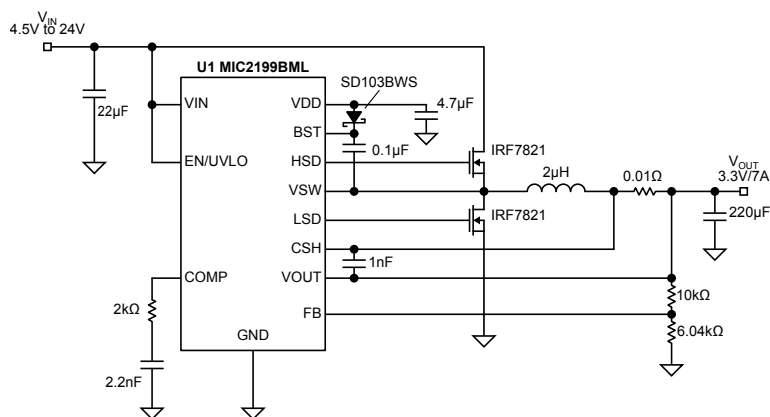 VIN
4.5V to 24V
U1 MIC2199BML
SD103BWS
VIN
VDD
4.7µF
22µF
BST
IRF7821
EN/UVLO
HSD
0.1µF
2µH
0.01Ω
VOUT
3.3V/7A
VSW
LSD
IRF7821
220µF
CSH
1nF
COMP
VOUT
10kΩ
2kΩ
FB
6.04kΩ
GND
2.2nF